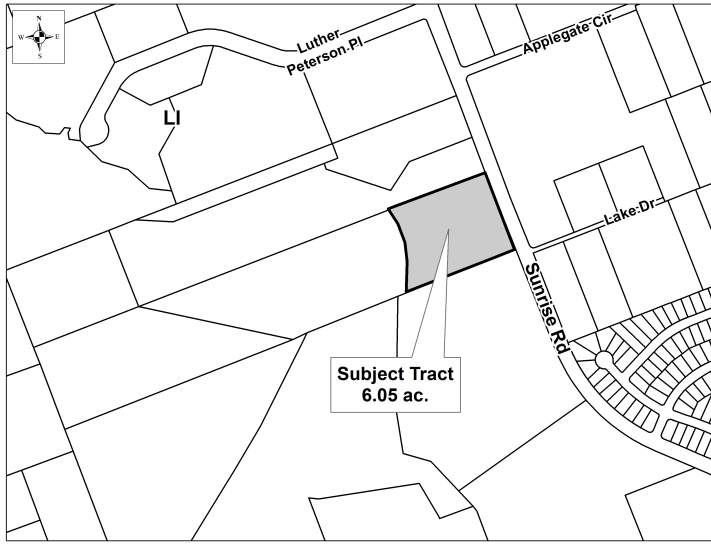 N
W E
S
Luther
Peterson Pl
Applegate Cir
LI
Lake Dr
Sunrise Rd
Subject Tract
6.05 ac.